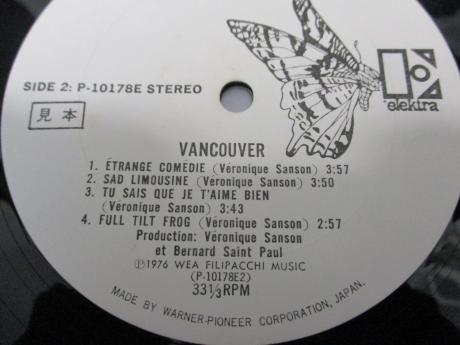 SIDE 2: P-10178E STEREO
elektra
見本
VANCOUVER
1. ÉTRANGE COMÉDIE (Véronique Sanson) 3:57
2. SAD LIMOUSINE (Véronique Sanson) 3:50
3. TU SAIS QUE JE T'AIME BIEN
(Véronique Sanson) 3:43
4. FULL TILT FROG (Véronique Sanson) 2:57
Production: Véronique Sanson
et Bernard Saint Paul
Ⓟ1976 WEA FILIPACCHI MUSIC
(P-10178E2)
33⅓RPM
MADE BY WARNER-PIONEER CORPORATION, JAPAN.